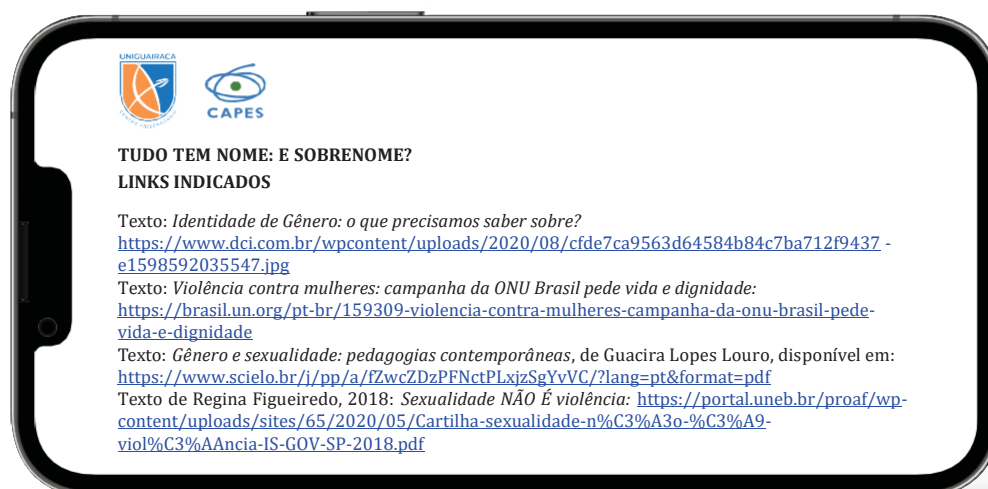 UNIGUAIRACÁ
CENTRO UNIVERSITÁRIO
CAPES
TUDO TEM NOME: E SOBRENOME?
LINKS INDICADOS
Texto: Identidade de Gênero: o que precisamos saber sobre?
https://www.dci.com.br/wpcontent/uploads/2020/08/cfde7ca9563d64584b84c7ba712f9437 -
e1598592035547.jpg
Texto: Violência contra mulheres: campanha da ONU Brasil pede vida e dignidade:
https://brasil.un.org/pt-br/159309-violencia-contra-mulheres-campanha-da-onu-brasil-pede-
vida-e-dignidade
Texto: Gênero e sexualidade: pedagogias contemporâneas, de Guacira Lopes Louro, disponível em:
https://www.scielo.br/j/pp/a/fZwcZDzPFNctPLxjzSgYvVC/?lang=pt&format=pdf
Texto de Regina Figueiredo, 2018: Sexualidade NÃO É violência: https://portal.uneb.br/proaf/wp-
content/uploads/sites/65/2020/05/Cartilha-sexualidade-n%C3%A3o-%C3%A9-
viol%C3%AAncia-IS-GOV-SP-2018.pdf